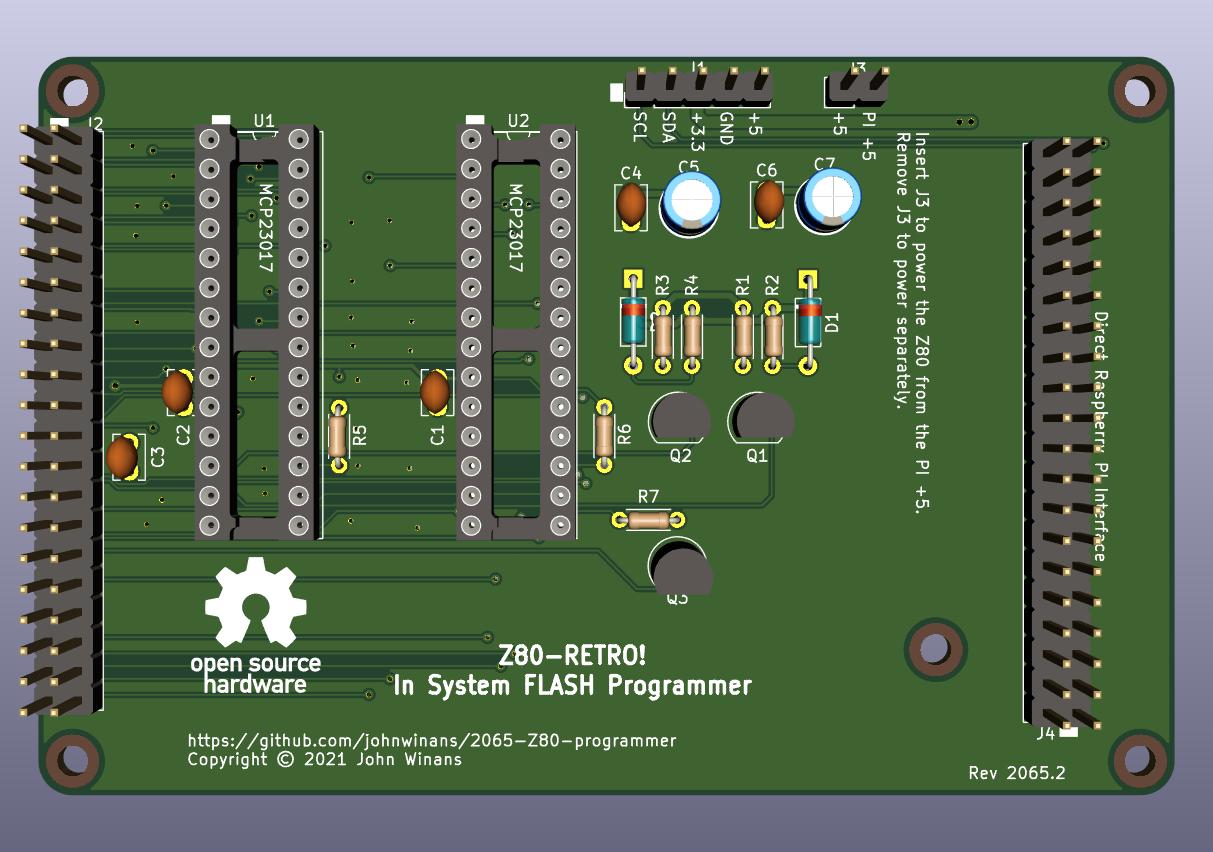 J1
J3
J2
U1
U2
SCL
SDA
+3.3
GND
+5
+5
PI +5
MCP23017
MCP23017
C4
C5
C6
C7
Insert J3 to power the Z80 from the PI +5.
Remove J3 to power separately.
R3
R4
R1
R2
D1
Direct Raspberry PI Interface
C2
C3
R5
C1
R6
Q2
Q1
R7
Q3
open source
hardware
Z80-RETRO!
In System FLASH Programmer
J4
https://github.com/johnwinans/2065-Z80-programmer
Copyright © 2021 John Winans
Rev 2065.2